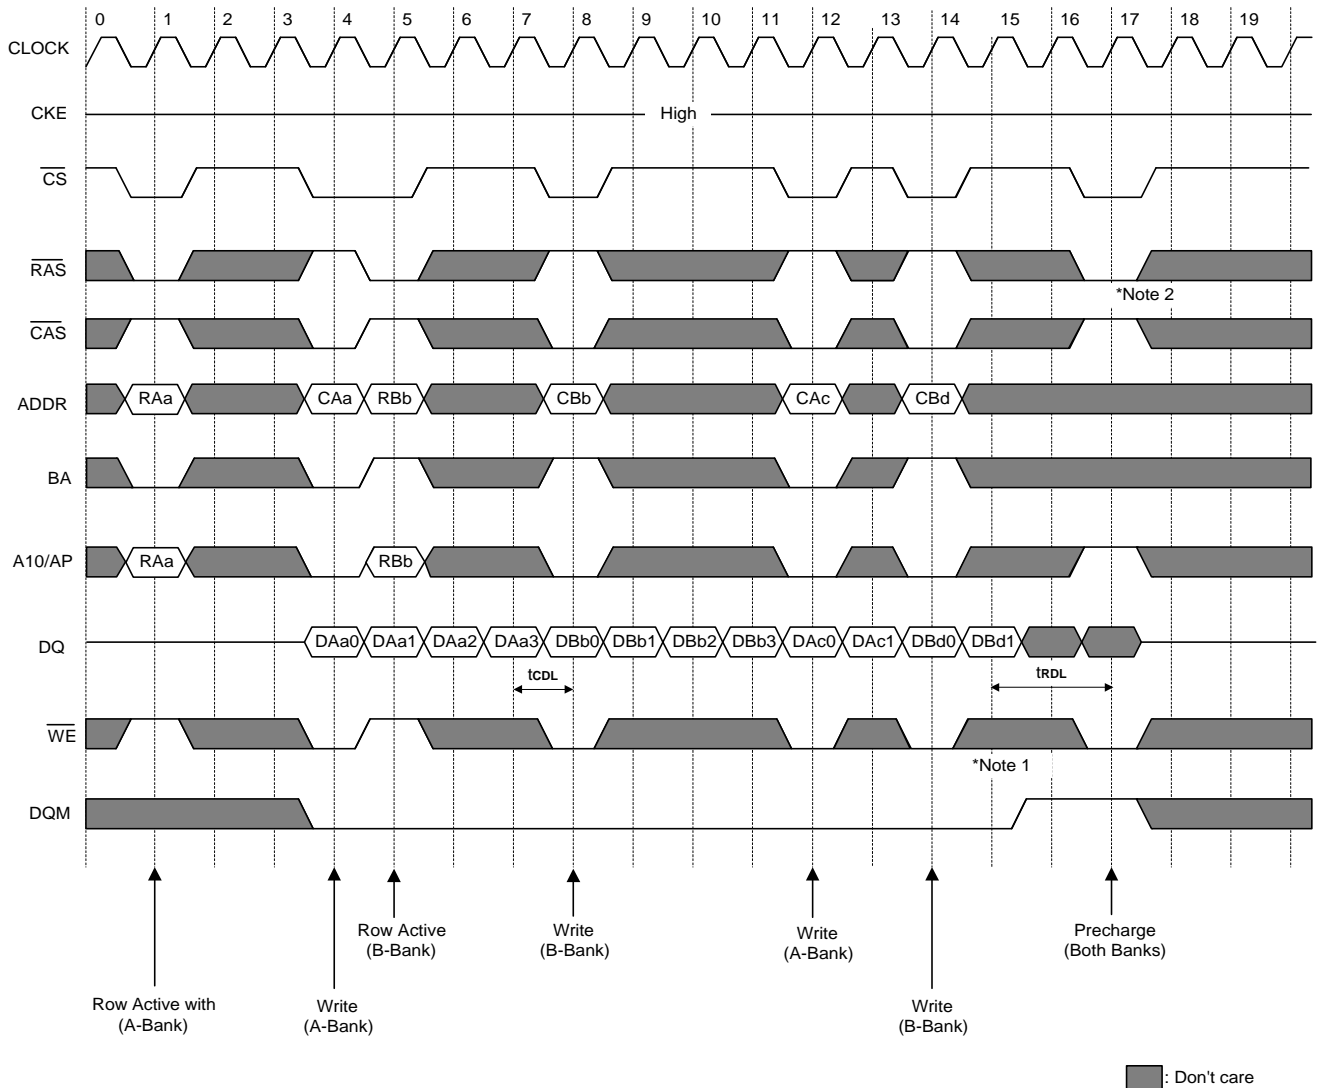 0 1 2 3 4 5 6 7 8 9 10 11 12 13 14 15 16 17 18 19
CLOCK
CKE
High
CS
RAS
*Note 2
CAS
ADDR
RAa CAa RBb CBb CAc CBd
BA
A10/AP
RAa RBb
DQ
DAa0 DAa1 DAa2 DAa3 DBb0 DBb1 DBb2 DBb3 DAc0 DAc1 DBd0 DBd1
tCDL tRDL
WE
*Note 1
DQM
Row Active
(B-Bank)
Write
(B-Bank)
Write
(A-Bank)
Precharge
(Both Banks)
Row Active with
(A-Bank)
Write
(A-Bank)
Write
(B-Bank)
: Don't care